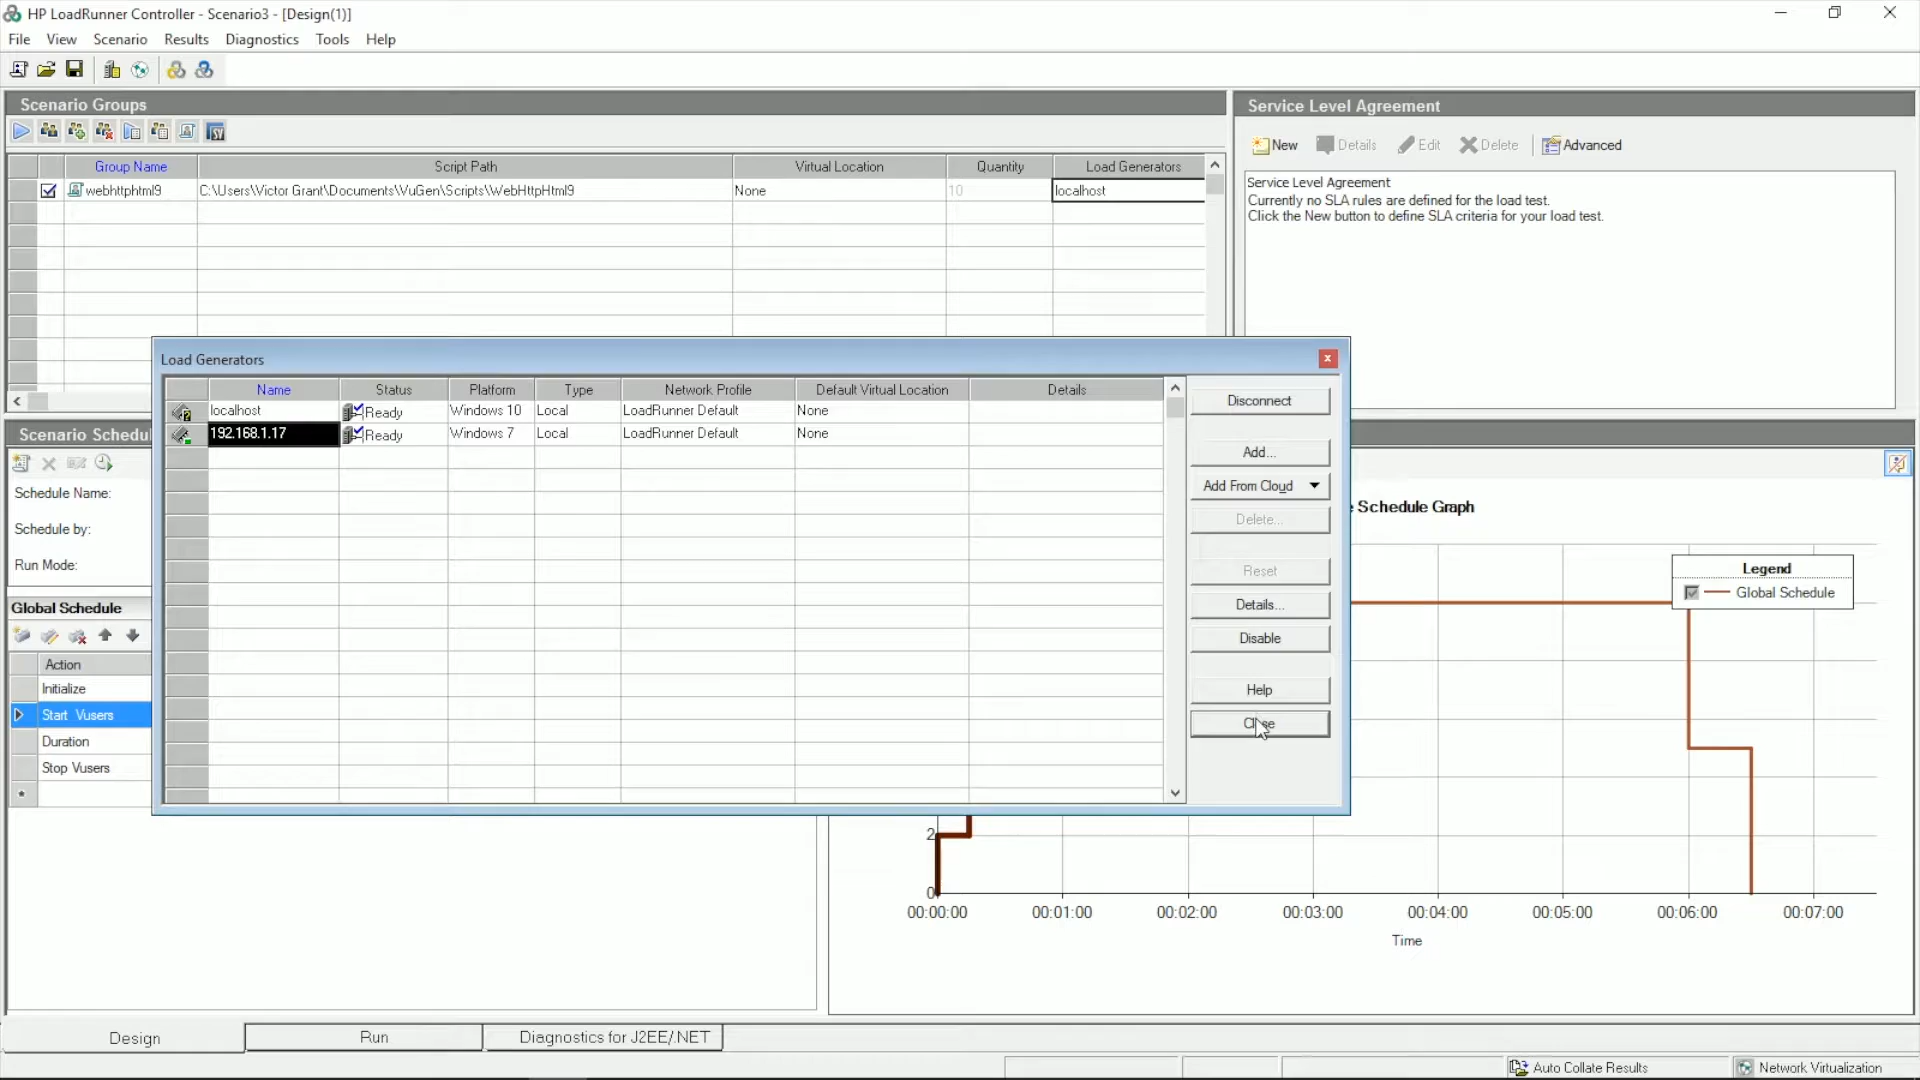 HP LoadRunner Controller - Scenario3 - [Design(1)]
File View Scenario Results Diagnostics Tools Help
Scenario Groups
Group Name Script Path Virtual Location Quantity Load Generators
webhttphtml9 C:\Users\Victor Grant\Documents\VuGen\Scripts\WebHttpHtml9 None 10 localhost
Service Level Agreement
New Details Edit Delete Advanced
Service Level Agreement
Currently no SLA rules are defined for the load test.
Click the New button to define SLA criteria for your load test.
Load Generators
Name Status Platform Type Network Profile Default Virtual Location Details
localhost Ready Windows 10 Local LoadRunner Default None
192.168.1.17 Ready Windows 7 Local LoadRunner Default None
Disconnect
Add...
Add From Cloud
Delete...
Reset
Details...
Disable
Help
Scenario Schedul
Schedule Name:
Schedule by:
Run Mode:
Global Schedule
Action
Initialize
Start Vusers
Duration
Stop Vusers
*
Schedule Graph
Legend
Global Schedule
2
0
00:00:00 00:01:00 00:02:00 00:03:00 00:04:00 00:05:00 00:06:00 00:07:00
Time
Design Run Diagnostics for J2EE/.NET
Auto Collate Results Network Virtualization